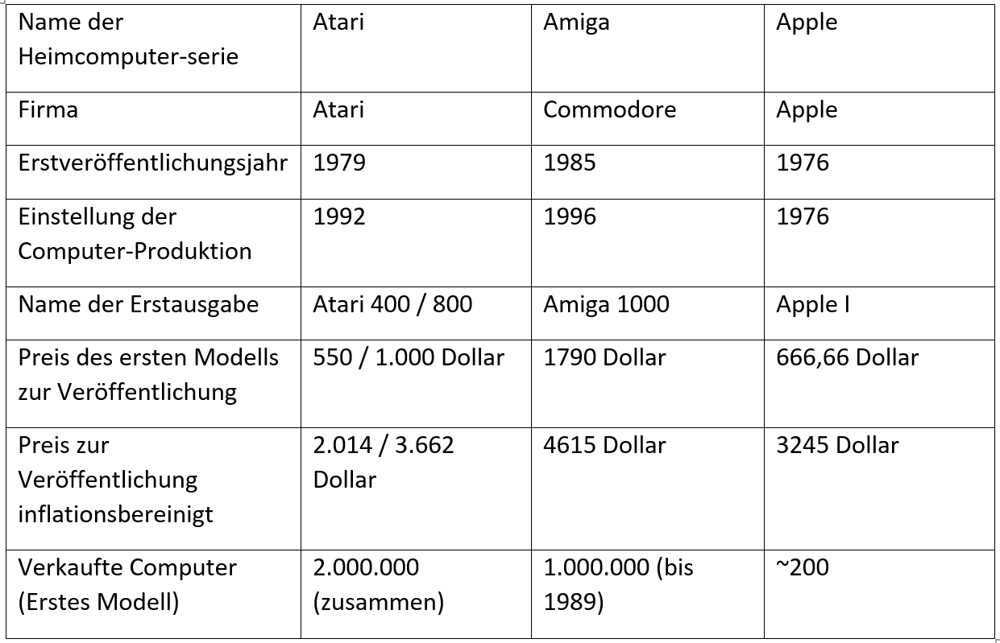 Name der Heimcomputer-serie Atari Amiga Apple
Firma Atari Commodore Apple
Erstveröffentlichungsjahr 1979 1985 1976
Einstellung der Computer-Produktion 1992 1996 1976
Name der Erstausgabe Atari 400 / 800 Amiga 1000 Apple I
Preis des ersten Modells zur Veröffentlichung 550 / 1.000 Dollar 1790 Dollar 666,66 Dollar
Preis zur Veröffentlichung inflationsbereinigt 2.014 / 3.662 Dollar 4615 Dollar 3245 Dollar
Verkaufte Computer (Erstes Modell) 2.000.000 (zusammen) 1.000.000 (bis 1989) ~200